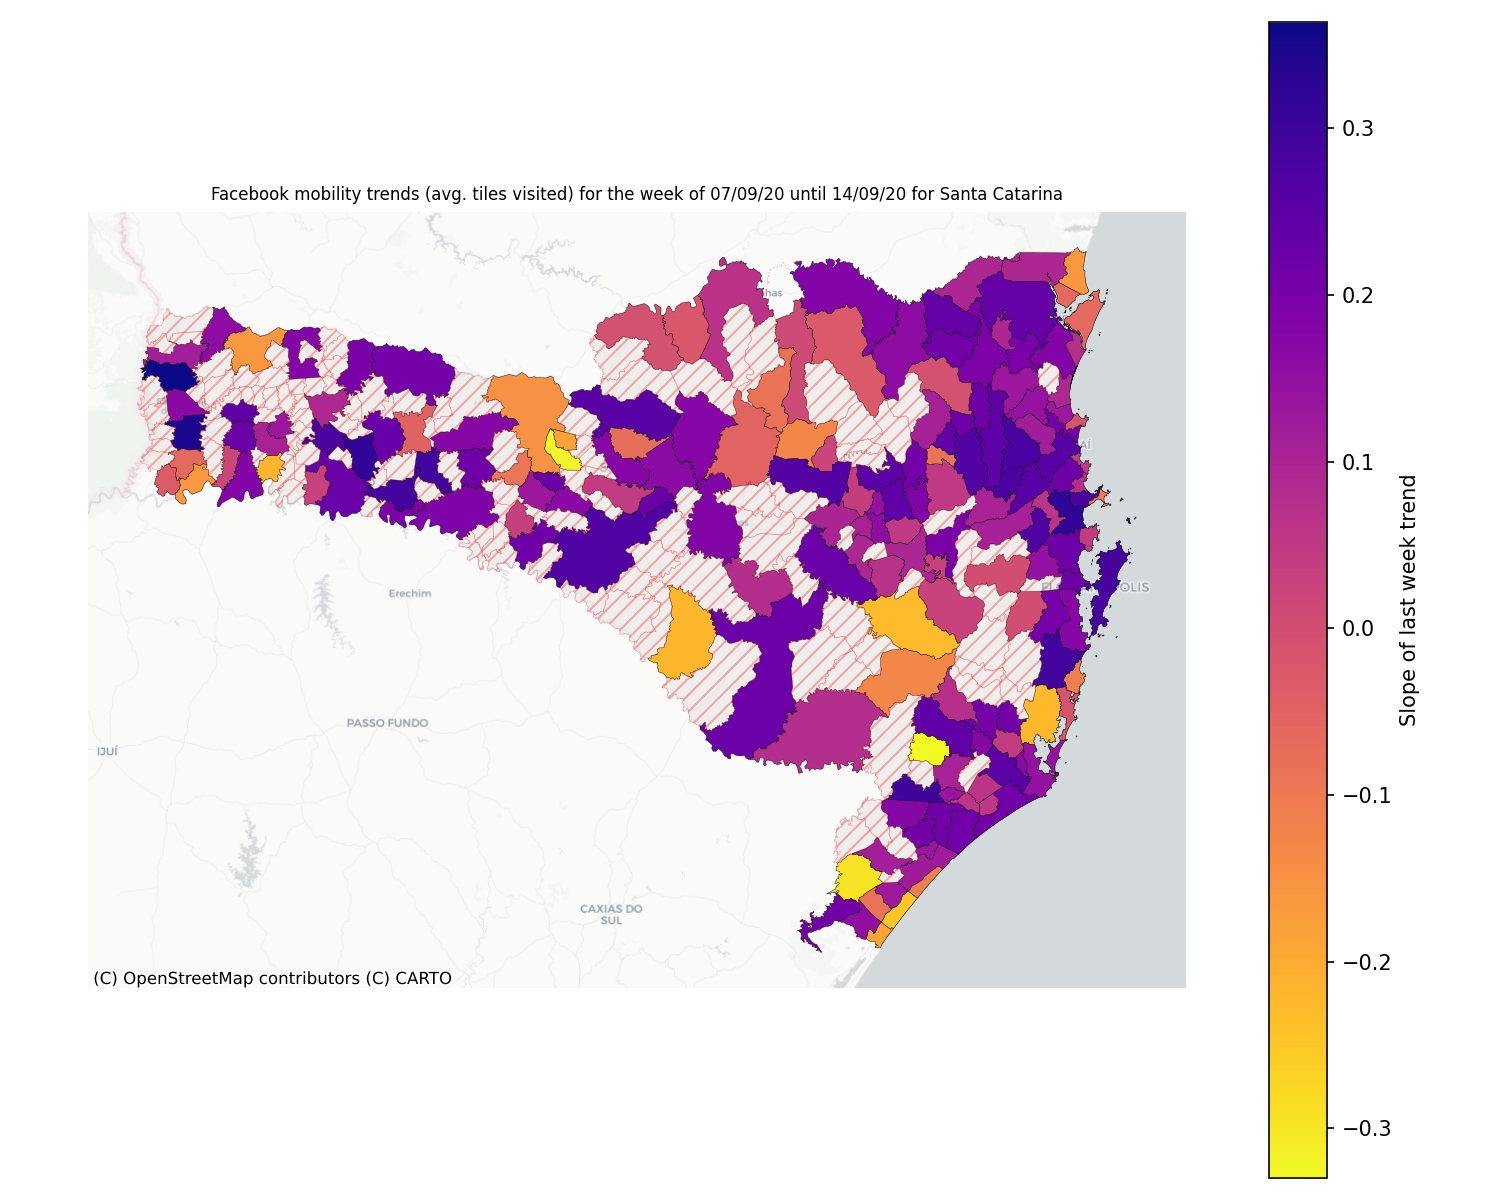 Facebook mobility trends (avg. tiles visited) for the week of 07/09/20 until 14/09/20 for Santa Catarina
0.3
0.2
0.1
0.0
−0.1
−0.2
−0.3
Slope of last week trend
OLIS
Erechim
PASSO FUNDO
IJUÍ
CAXIAS DO
SUL
(C) OpenStreetMap contributors (C) CARTO